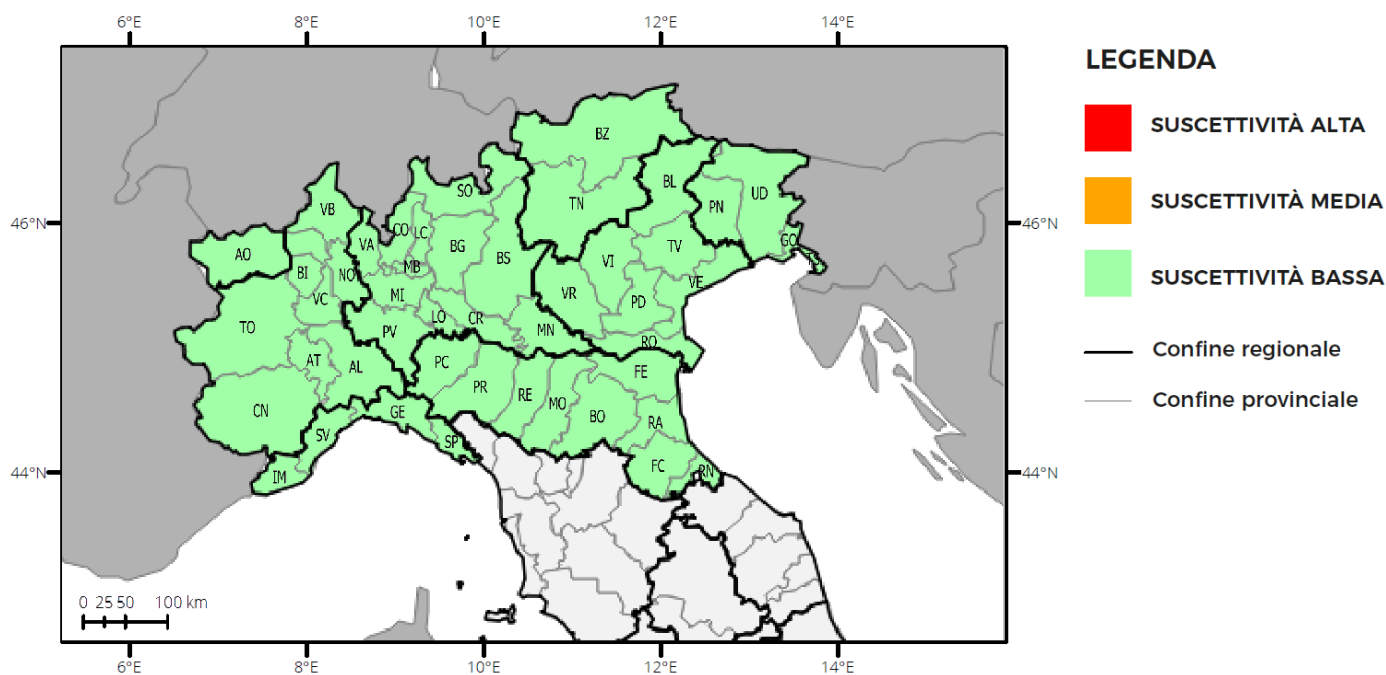 6°E 8°E 10°E 12°E 14°E
LEGENDA
SUSCETTIVITÀ ALTA
SUSCETTIVITÀ MEDIA
SUSCETTIVITÀ BASSA
Confine regionale
Confine provinciale
BZ
SO
BL
UD
VB
TN
PN
46°N
46°N
CO
LC
VA
BG
TV
GO
AO
BS
VI
BI
NO
MB
VE
VC
MI
VR
PD
TO
LO
CR
PV
MN
RO
AT
AL
PC
PR
FE
RE
MO
BO
CN
GE
RA
SV
SP
44°N
44°N
IM
FC
RN
0 25 50 100 km
6°E 8°E 10°E 12°E 14°E